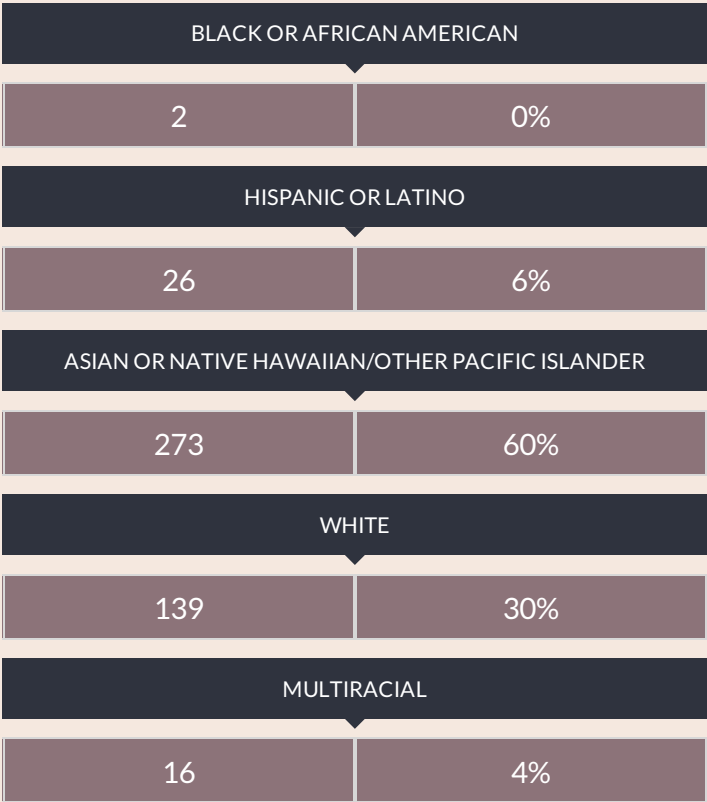 BLACK OR AFRICAN AMERICAN
2 0%
HISPANIC OR LATINO
26 6%
ASIAN OR NATIVE HAWAIIAN/OTHER PACIFIC ISLANDER
273 60%
WHITE
139 30%
MULTIRACIAL
16 4%